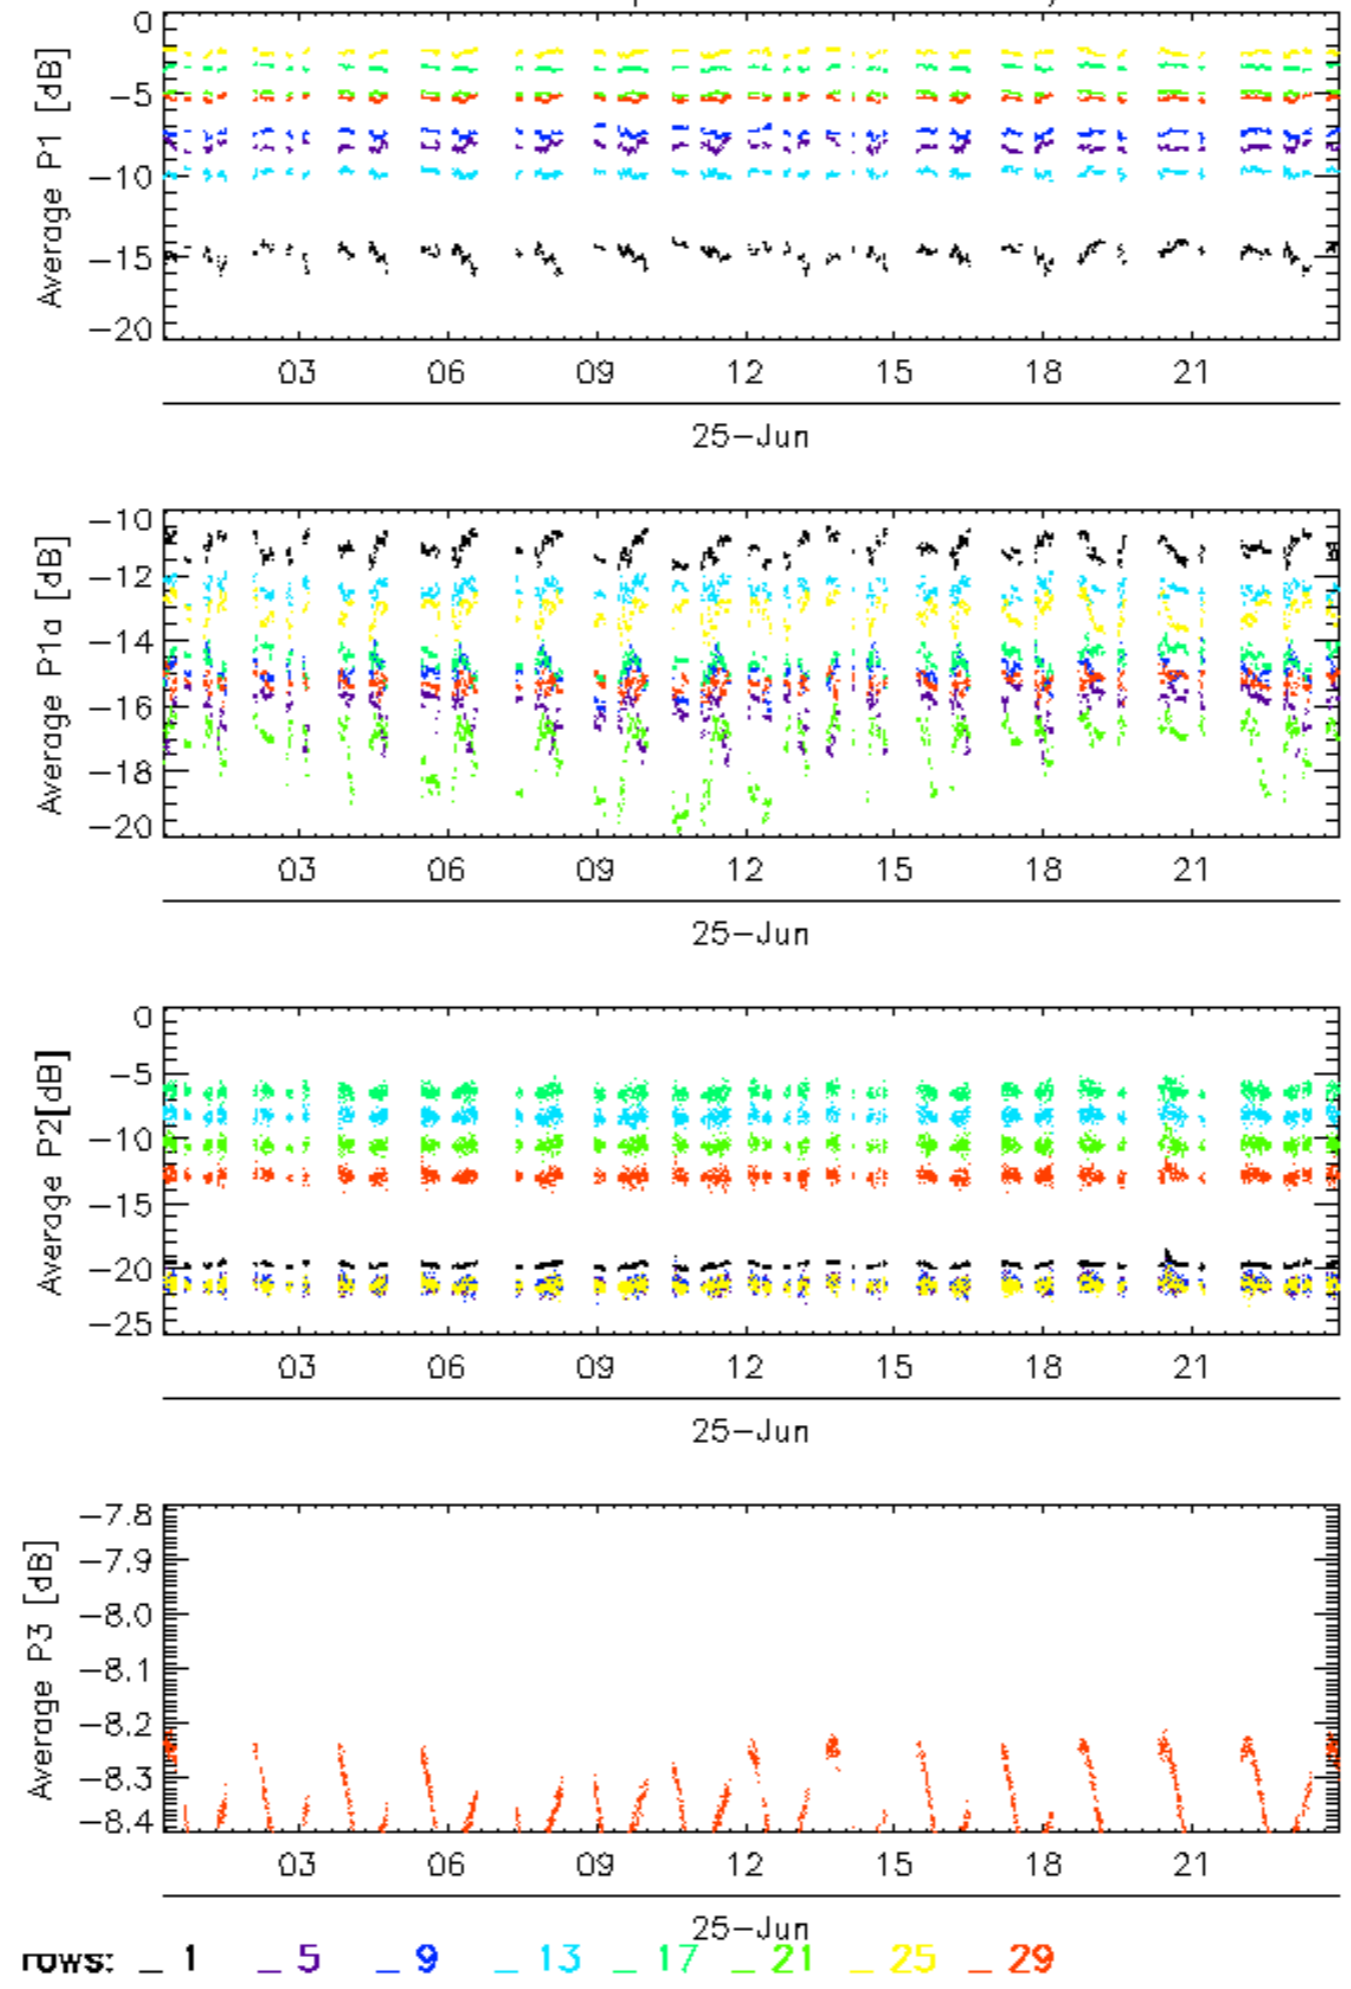 0
−5
−10
−15
−20
Average P1 [dB]
03 06 09 12 15 18 21
25−Jun
−10
−12
−14
−16
−18
−20
Average P1a [dB]
03 06 09 12 15 18 21
25−Jun
0
−5
−10
−15
−20
−25
Average P2[dB]
03 06 09 12 15 18 21
25−Jun
−7.8
−7.9
−8.0
−8.1
−8.2
−8.3
−8.4
Average P3 [dB]
03 06 09 12 15 18 21
25−Jun
rows: _ 1 _ 5 _ 9 _ 13 _ 17 _ 21 _ 25 _ 29